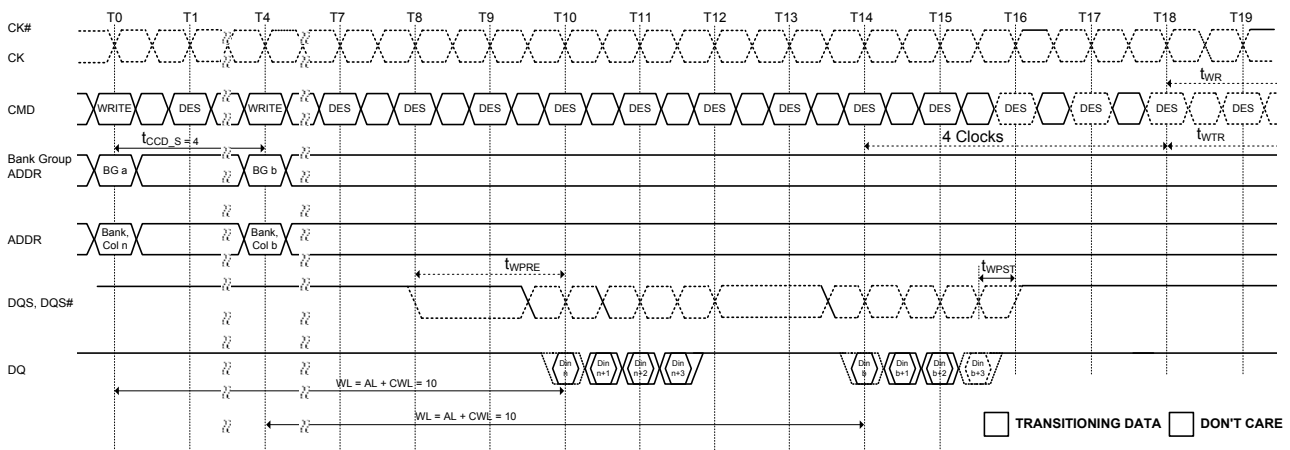 T0 T1 T4 T7 T8 T9 T10 T11 T12 T13 T14 T15 T16 T17 T18 T19
CK#
CK
tWR
CMD WRITE DES WRITE DES DES DES DES DES DES DES DES DES DES DES DES DES
tCCD_S = 4 4 Clocks tWTR
Bank Group
ADDR
BG a BG b
ADDR
Bank, Col n
Bank, Col b
tWPRE tWPST
DQS, DQS#
DQ
Din n
Din n+1
Din n+2
Din n+3
Din b
Din b+1
Din b+2
Din b+3
WL = AL + CWL = 10
WL = AL + CWL = 10
TRANSITIONING DATA DON'T CARE